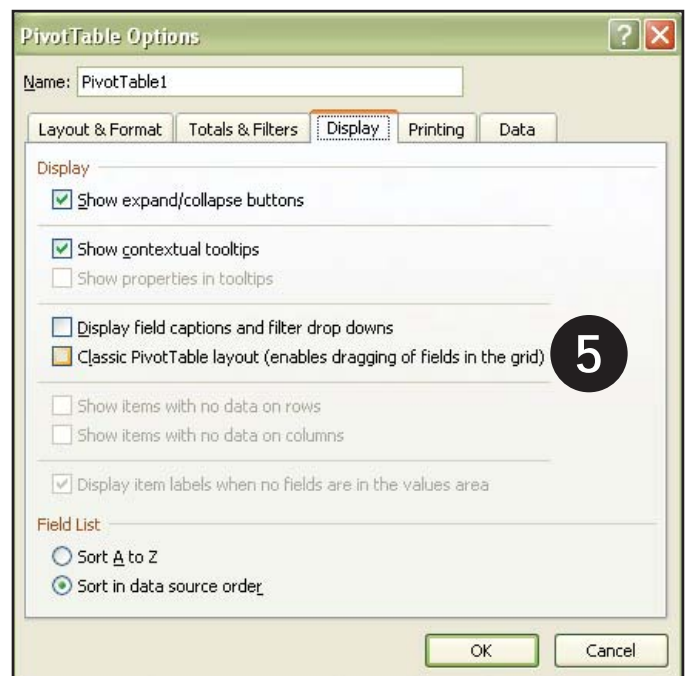 PivotTable Options
Name: PivotTable1
Layout & Format Totals & Filters Display Printing Data
Display
Show expand/collapse buttons
Show contextual tooltips
Show properties in tooltips
Display field captions and filter drop downs
Classic PivotTable layout (enables dragging of fields in the grid)
5
Show items with no data on rows
Show items with no data on columns
Display item labels when no fields are in the values area
Field List
Sort A to Z
Sort in data source order
OK Cancel